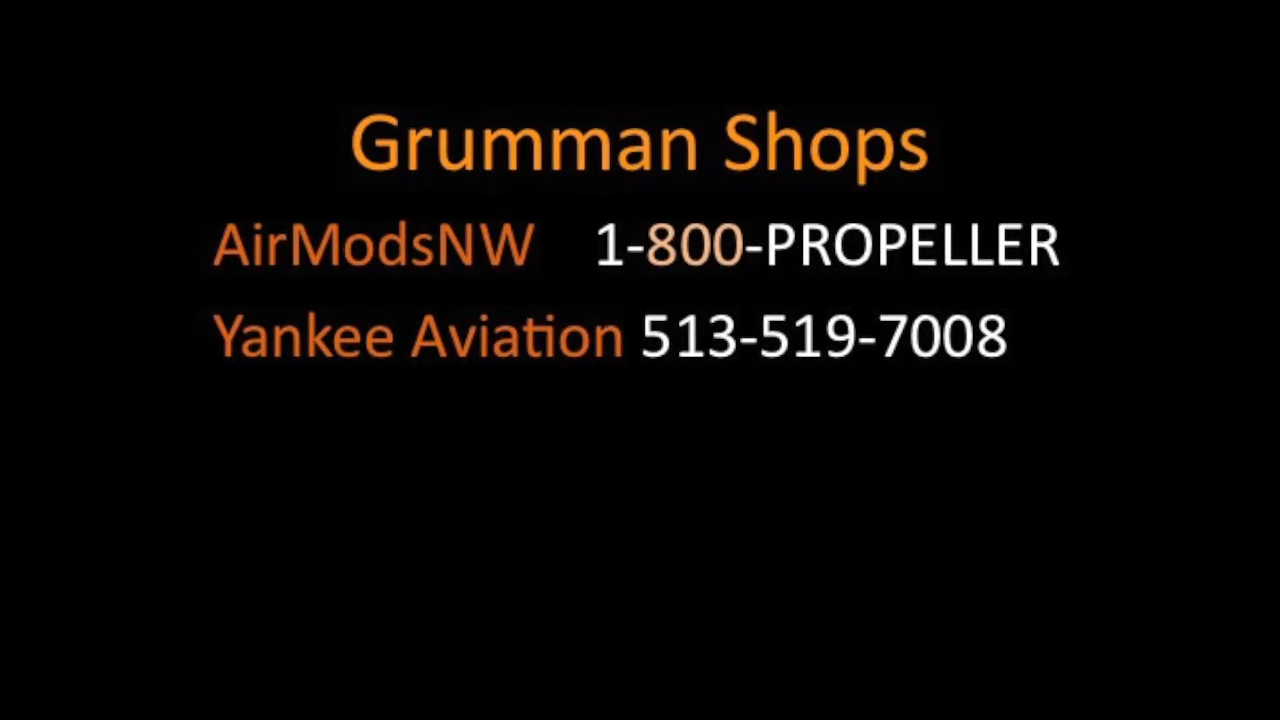 Grumman Shops
AirModsNW 1-800-PROPELLER
Yankee Aviation 513-519-7008